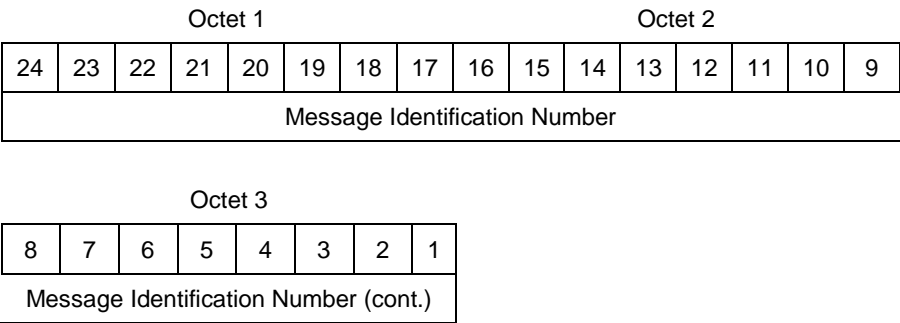 Octet 1 Octet 2
24 23 22 21 20 19 18 17 16 15 14 13 12 11 10 9
Message Identification Number
Octet 3
8 7 6 5 4 3 2 1
Message Identification Number (cont.)